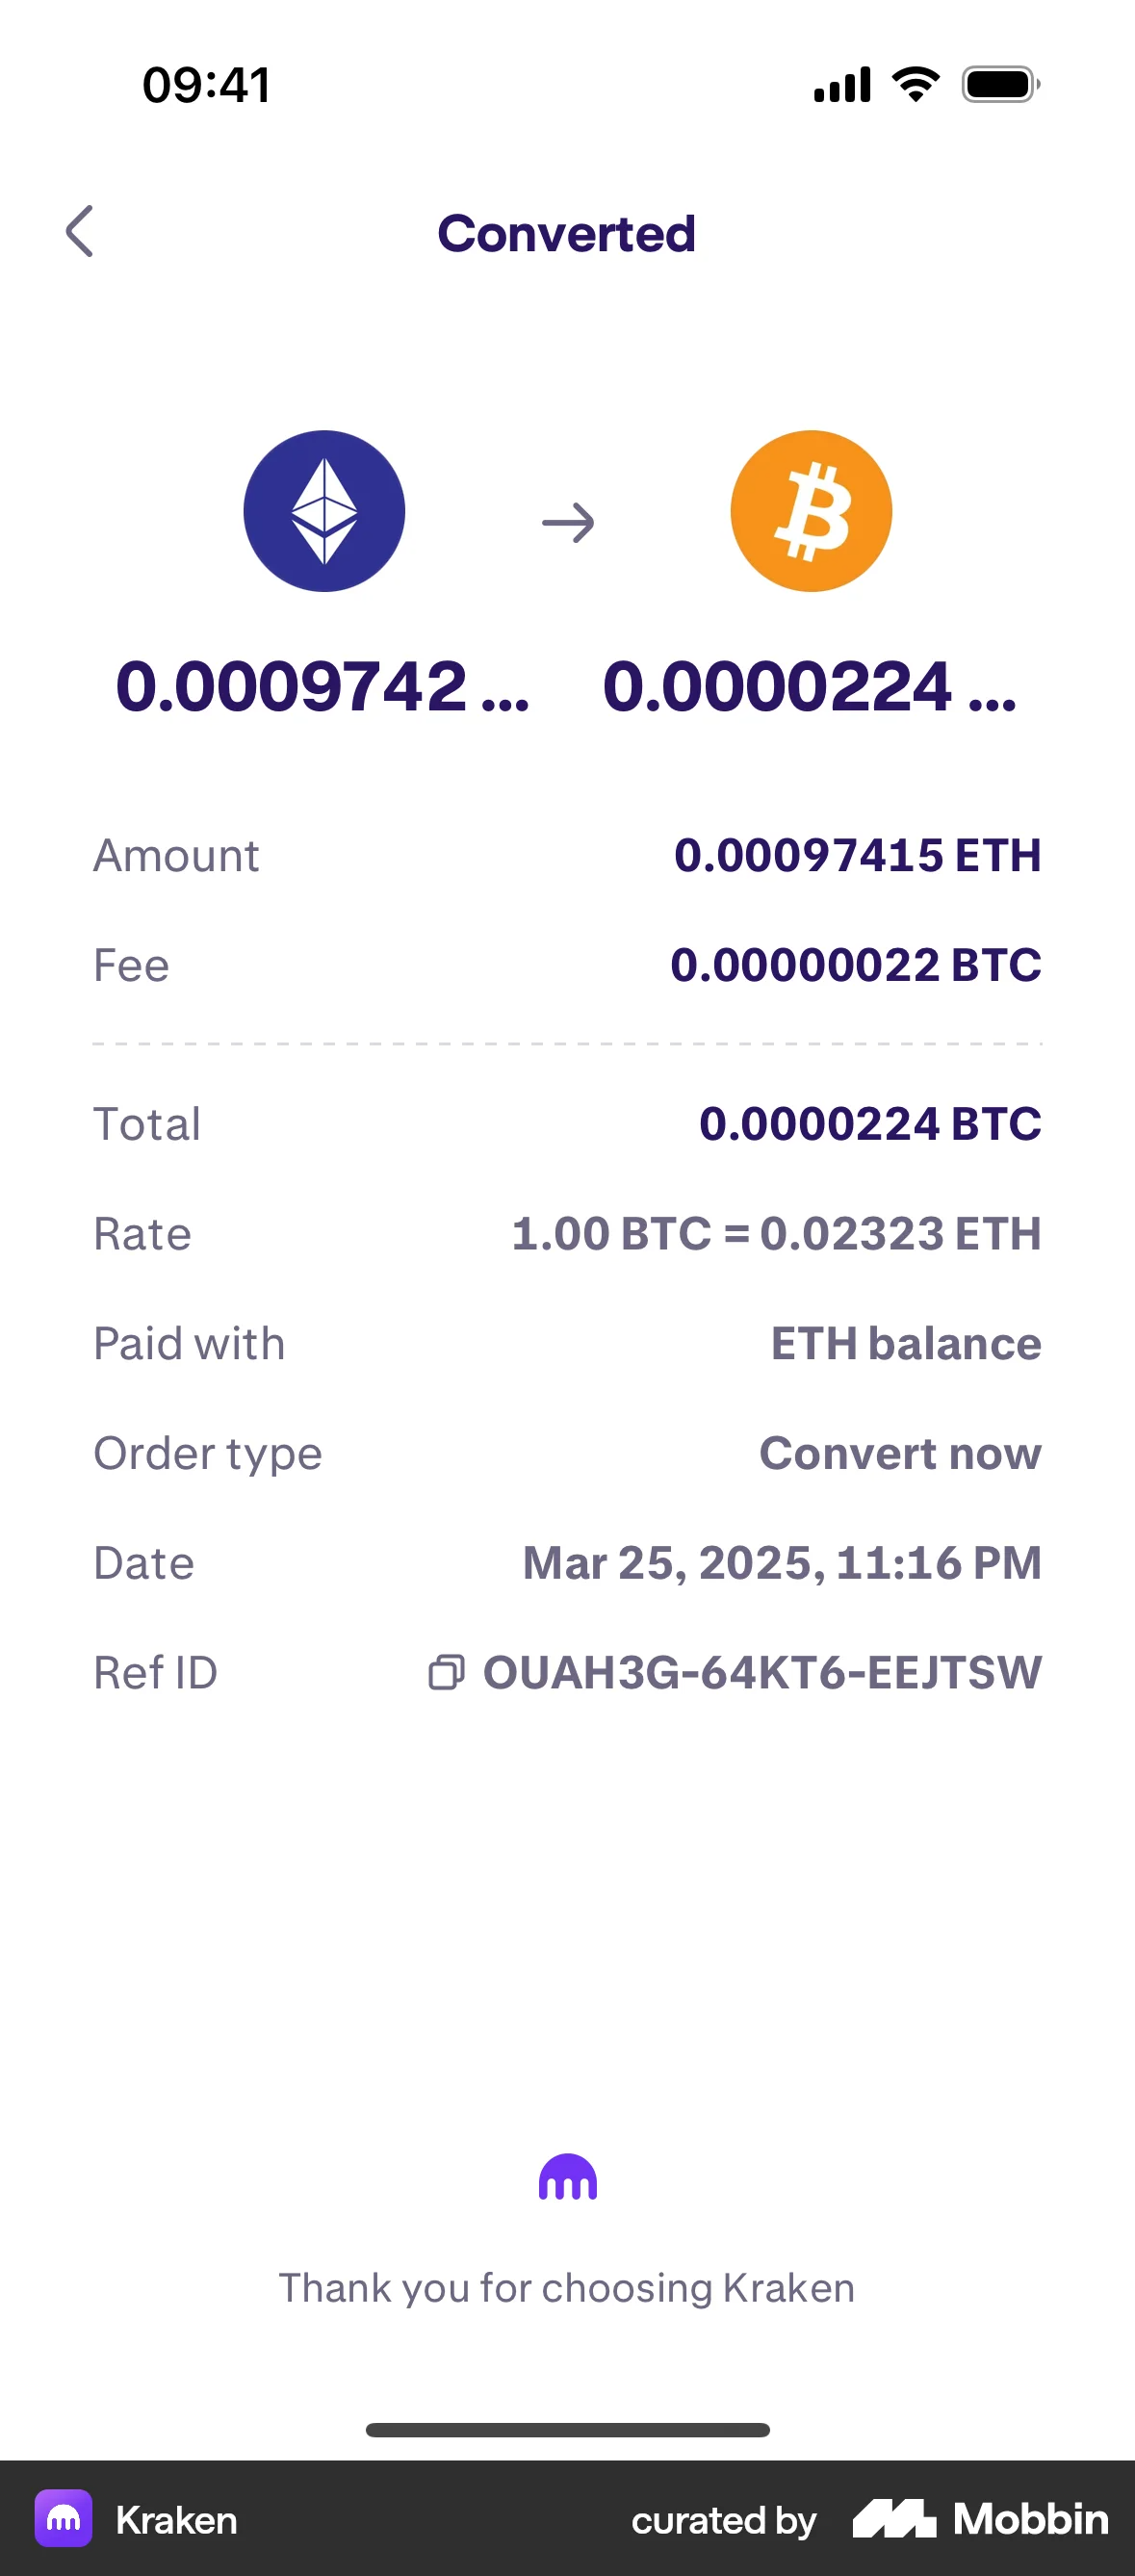 09:41
Converted
0.0009742 ... 0.0000224 ...
Amount 0.00097415 ETH
Fee 0.00000022 BTC
Total 0.0000224 BTC
Rate 1.00 BTC = 0.02323 ETH
Paid with ETH balance
Order type Convert now
Date Mar 25, 2025, 11:16 PM
Ref ID OUAH3G-64KT6-EEJTSW
Thank you for choosing Kraken
Kraken curated by Mobbin